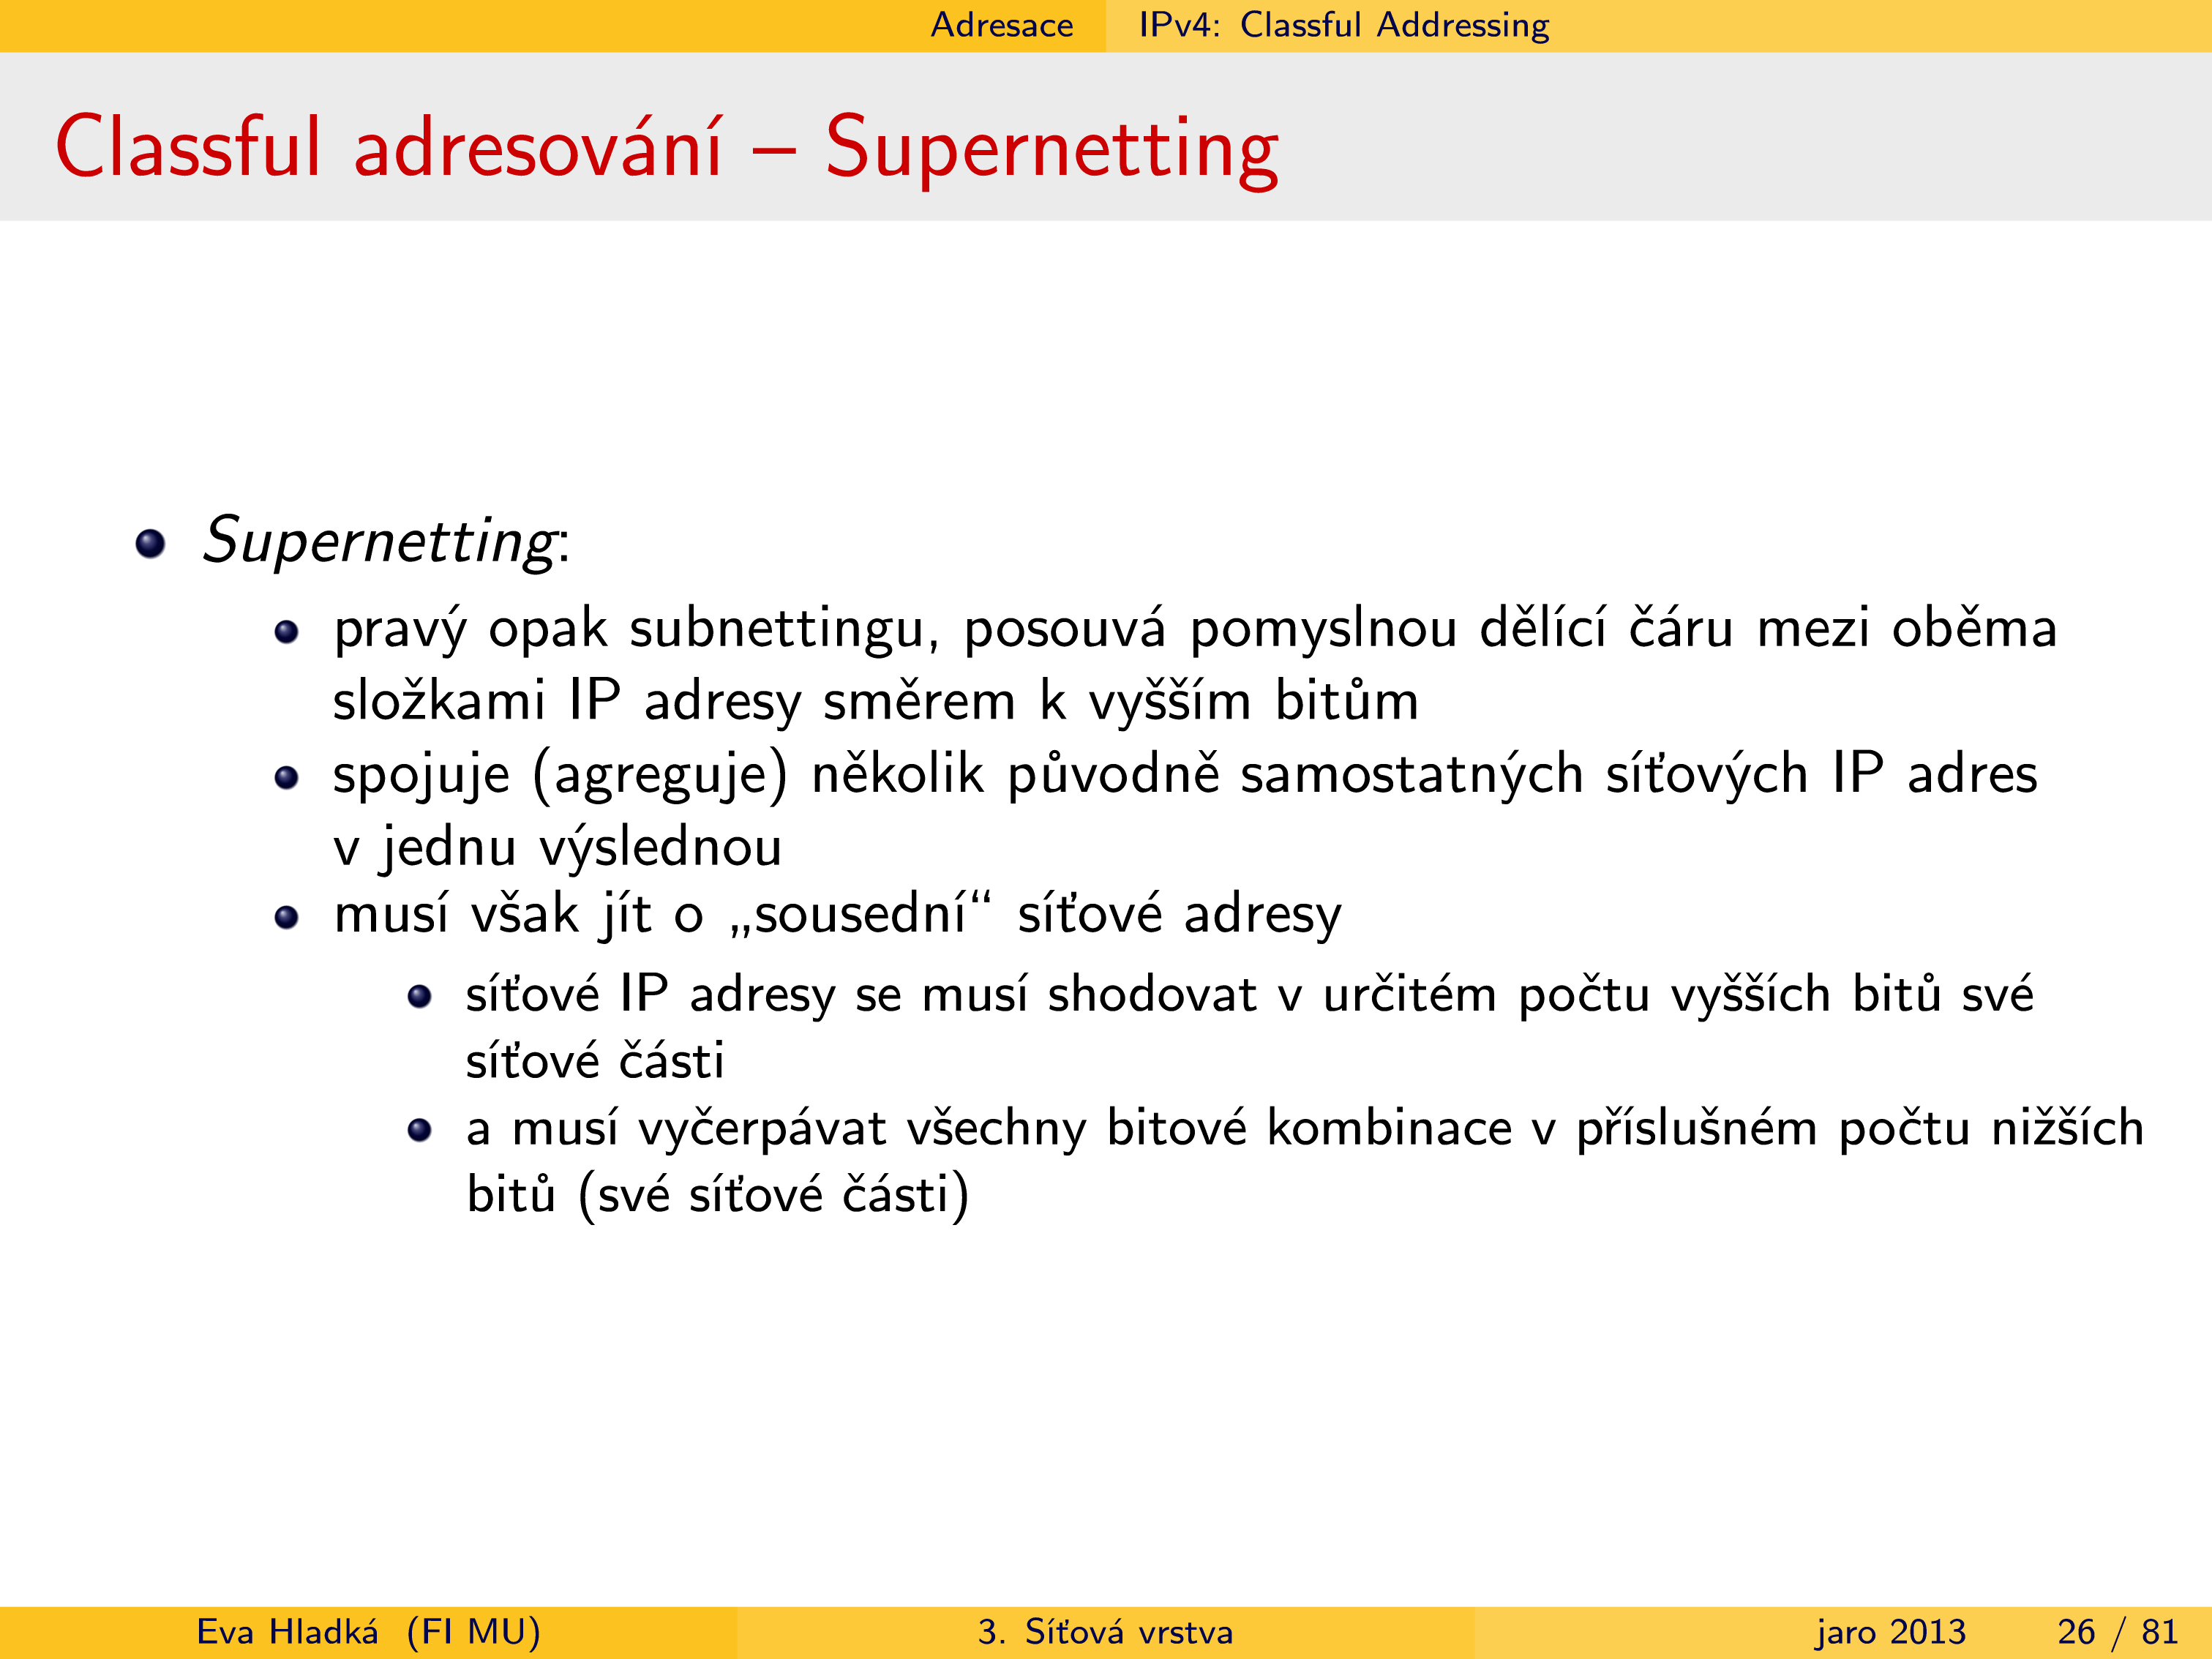 Adresace IPv4: Classful Addressing
Classful adresování – Supernetting
Supernetting:
pravý opak subnettingu, posouvá pomyslnou dělící čáru mezi oběma
složkami IP adresy směrem k vyšším bitům
spojuje (agreguje) několik původně samostatných síťových IP adres
v jednu výslednou
musí však jít o „sousední“ síťové adresy
síťové IP adresy se musí shodovat v určitém počtu vyšších bitů své
síťové části
a musí vyčerpávat všechny bitové kombinace v příslušném počtu nižších
bitů (své síťové části)
Eva Hladká (FI MU) 3. Síťová vrstva jaro 2013 26 / 81